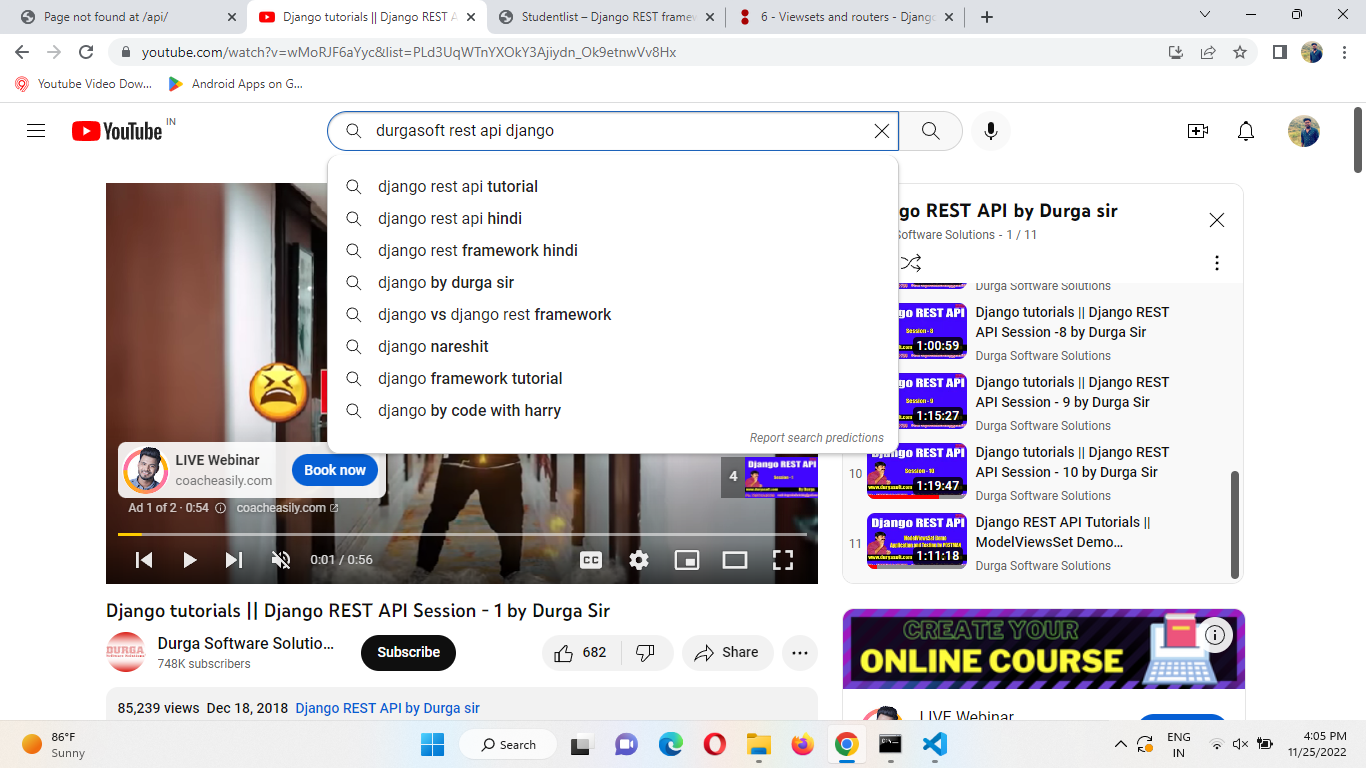 Page not found at /api/
Django tutorials || Django REST A
Studentlist – Django REST framew
6 - Viewsets and routers - Djang
youtube.com/watch?v=wMoRJF6aYyc&list=PLd3UqWTnYXOkY3Ajiydn_Ok9etnwVv8Hx
Youtube Video Dow...
Android Apps on G...
YouTube IN
durgasoft rest api django
django rest api tutorial
django rest api hindi
django rest framework hindi
django by durga sir
django vs django rest framework
django nareshit
django framework tutorial
django by code with harry
Report search predictions
LIVE Webinar
coacheasily.com
Book now
Ad 1 of 2 · 0:54
coacheasily.com
4
Django REST API
Session - 1
0:01 / 0:56
CC
Django tutorials || Django REST API Session - 1 by Durga Sir
DURGA
Durga Software Solutio...
748K subscribers
Subscribe
682
Share
85,239 views Dec 18, 2018 Django REST API by Durga sir
go REST API by Durga sir
Software Solutions - 1 / 11
Durga Software Solutions
go REST API
Session - 8
1:00:59
Django tutorials || Django REST
API Session -8 by Durga Sir
Durga Software Solutions
go REST API
Session - 9
1:15:27
Django tutorials || Django REST
API Session - 9 by Durga Sir
Durga Software Solutions
10
Django REST API
Session - 10
1:19:47
Django tutorials || Django REST
API Session - 10 by Durga Sir
Durga Software Solutions
11
Django REST API
ModelViewsSet Demo
1:11:18
Django REST API Tutorials ||
ModelViewsSet Demo...
Durga Software Solutions
CREATE YOUR
ONLINE COURSE
LIVE Webinar
86°F
Sunny
Search
ENG
IN
4:05 PM
11/25/2022